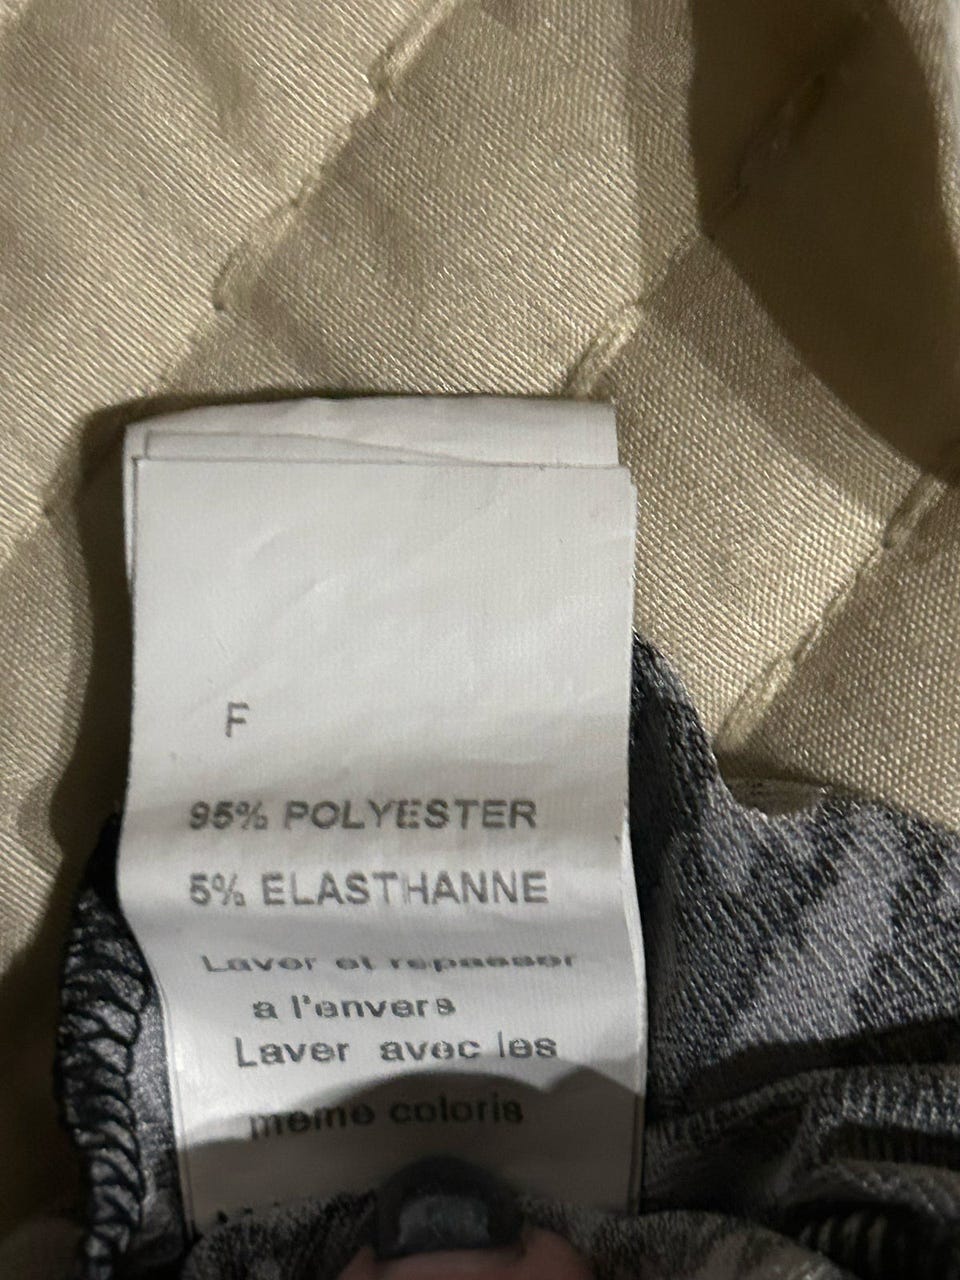 F
95% POLYESTER
5% ELASTHANNE
Laver et repasser
a l'envers
Laver avec les
meme coloris